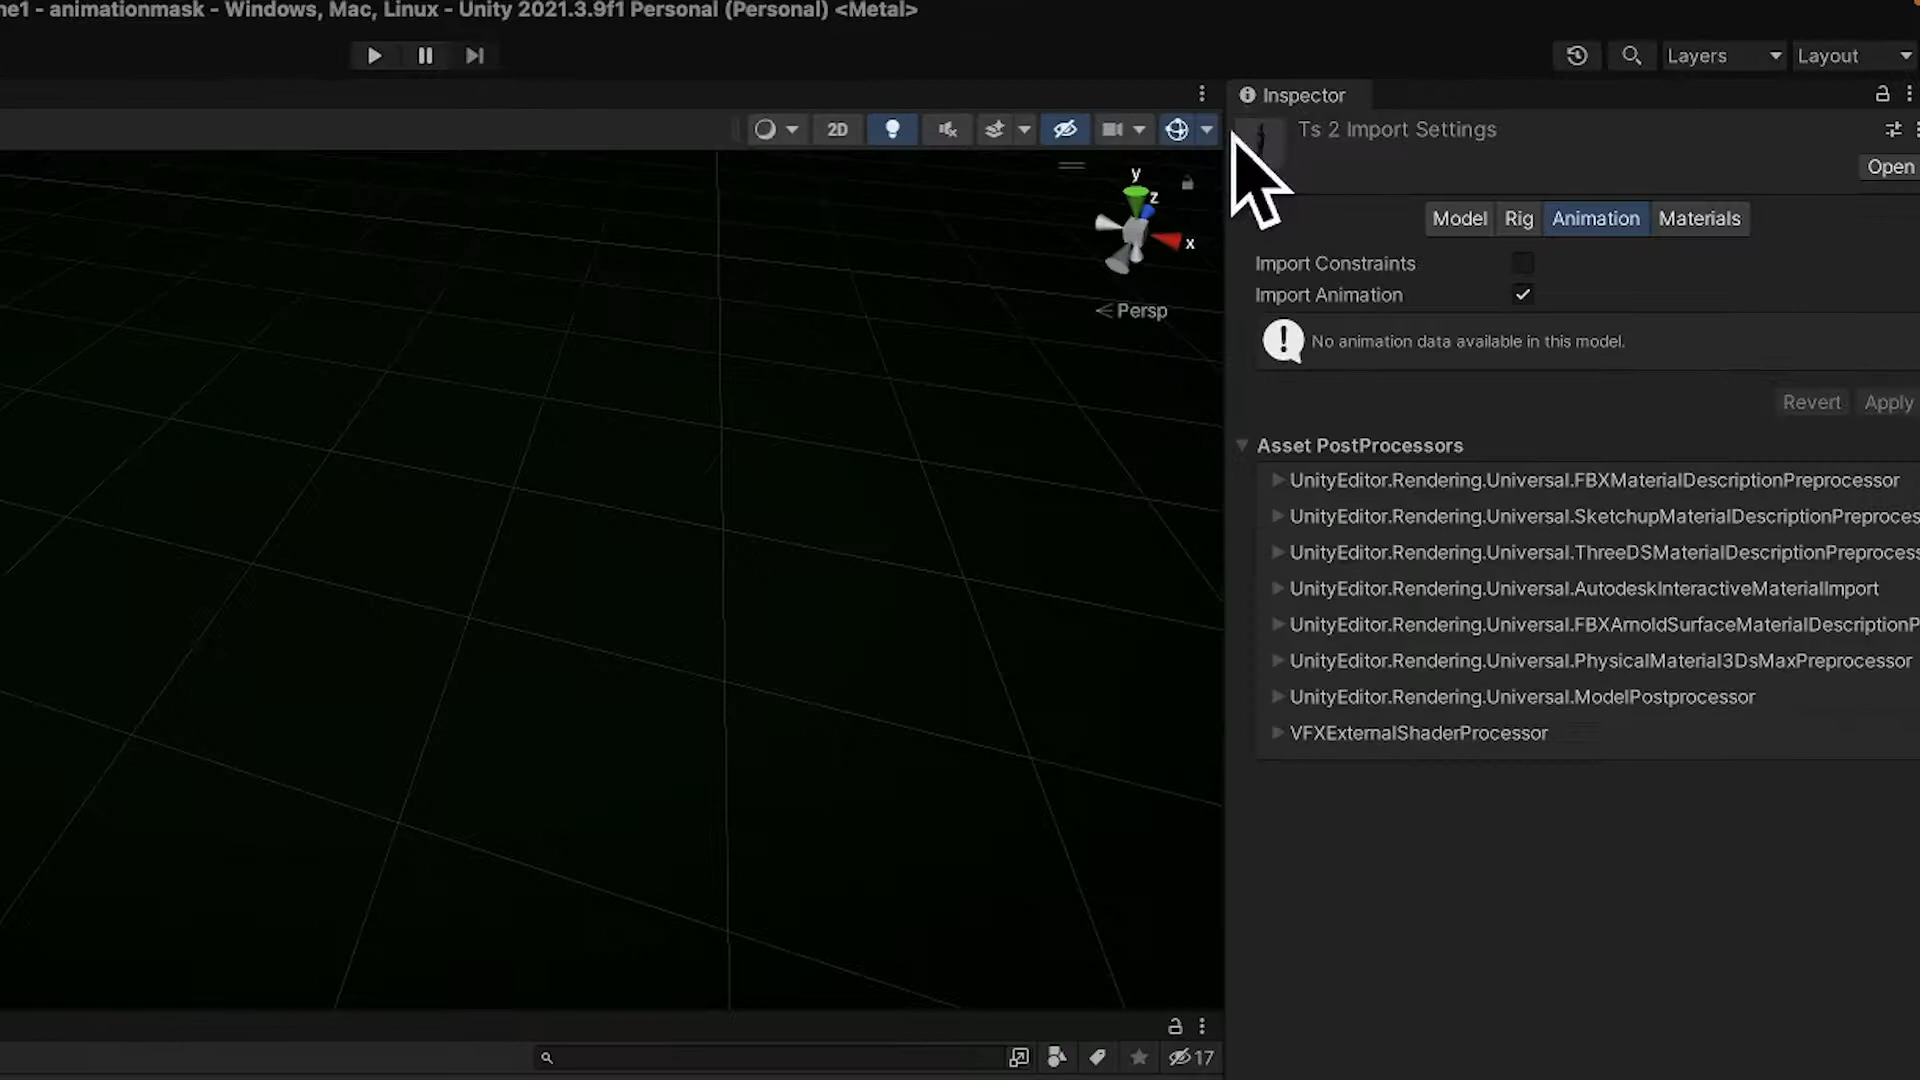 ne1 - animationmask - Windows, Mac, Linux - Unity 2021.3.9f1 Personal (Personal) <Metal>
Layers
Layout
Inspector
2D
Ts 2 Import Settings
Open
y
z
x
Persp
Model
Rig
Animation
Materials
Import Constraints
Import Animation
No animation data available in this model.
Revert
Apply
Asset PostProcessors
UnityEditor.Rendering.Universal.FBXMaterialDescriptionPreprocessor
UnityEditor.Rendering.Universal.SketchupMaterialDescriptionPreproces
UnityEditor.Rendering.Universal.ThreeDSMaterialDescriptionPreprocess
UnityEditor.Rendering.Universal.AutodeskInteractiveMaterialImport
UnityEditor.Rendering.Universal.FBXArnoldSurfaceMaterialDescriptionP
UnityEditor.Rendering.Universal.PhysicalMaterial3DsMaxPreprocessor
UnityEditor.Rendering.Universal.ModelPostprocessor
VFXExternalShaderProcessor
17